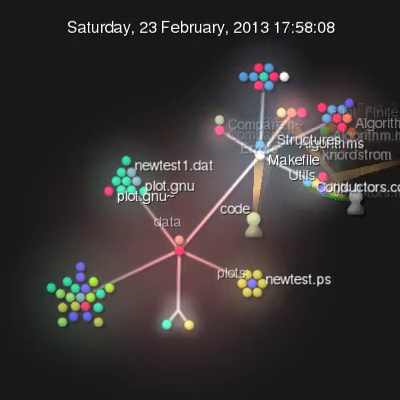 Saturday, 23 February, 2013 17:58:08
Finite
Compare.h
Algorithm
Structures
Algorithms
newtest1.dat
Makefile
knordstrom
plot.gnu
Utils
plot.gnu~
Conductors.co
code
data
plots
newtest.ps